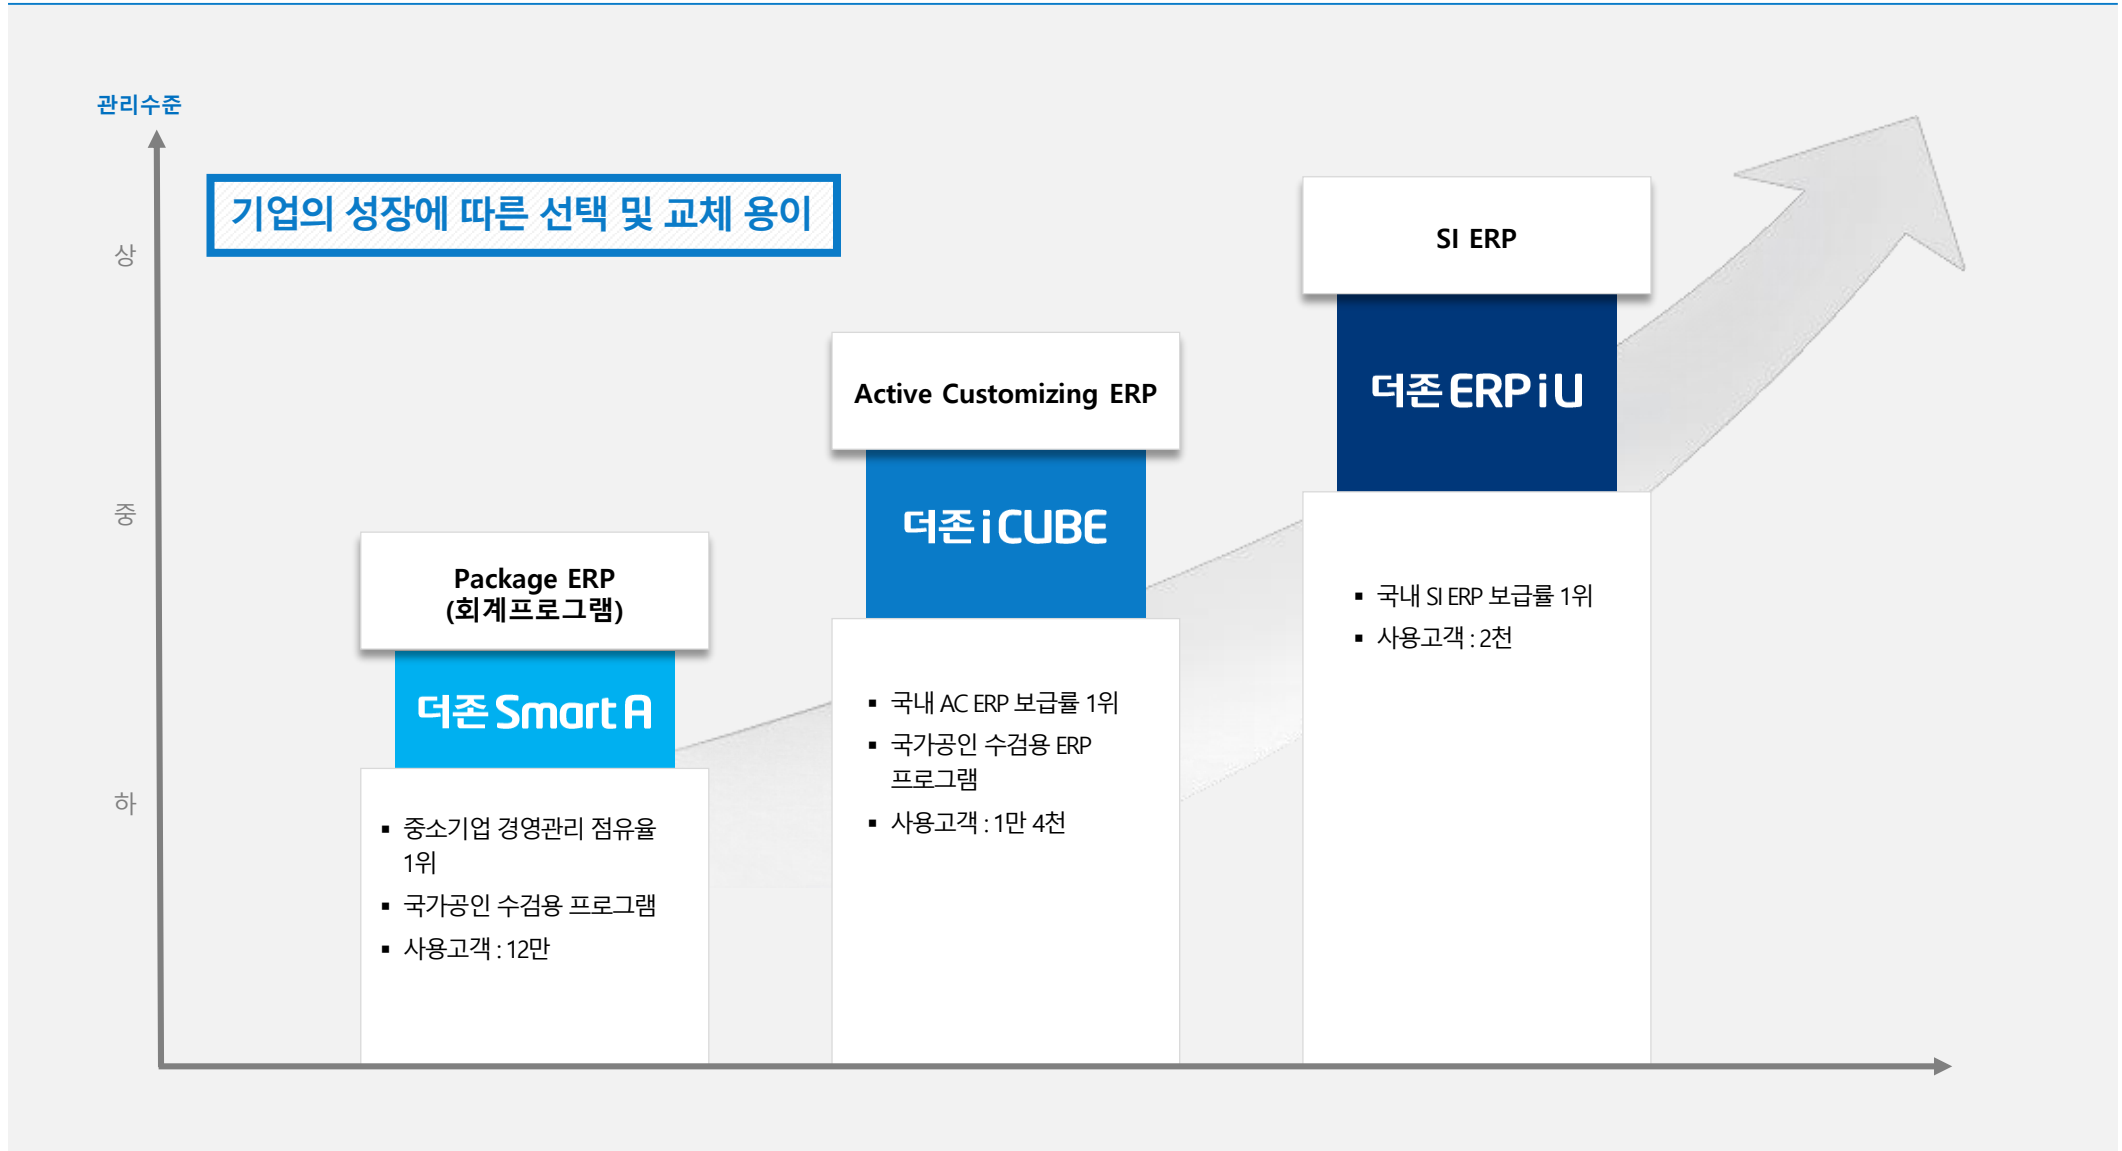 관리수준
기업의 성장에 따른 선택 및 교체 용이
상
중
하
Package ERP
(회계프로그램)
더존 Smart A
▪ 중소기업 경영관리 점유율
1위
▪ 국가공인 수검용 프로그램
▪ 사용고객 : 12만
Active Customizing ERP
더존 iCUBE
▪ 국내 AC ERP 보급률 1위
▪ 국가공인 수검용 ERP
프로그램
▪ 사용고객 : 1만 4천
SI ERP
더존 ERP iU
▪ 국내 SI ERP 보급률 1위
▪ 사용고객 : 2천